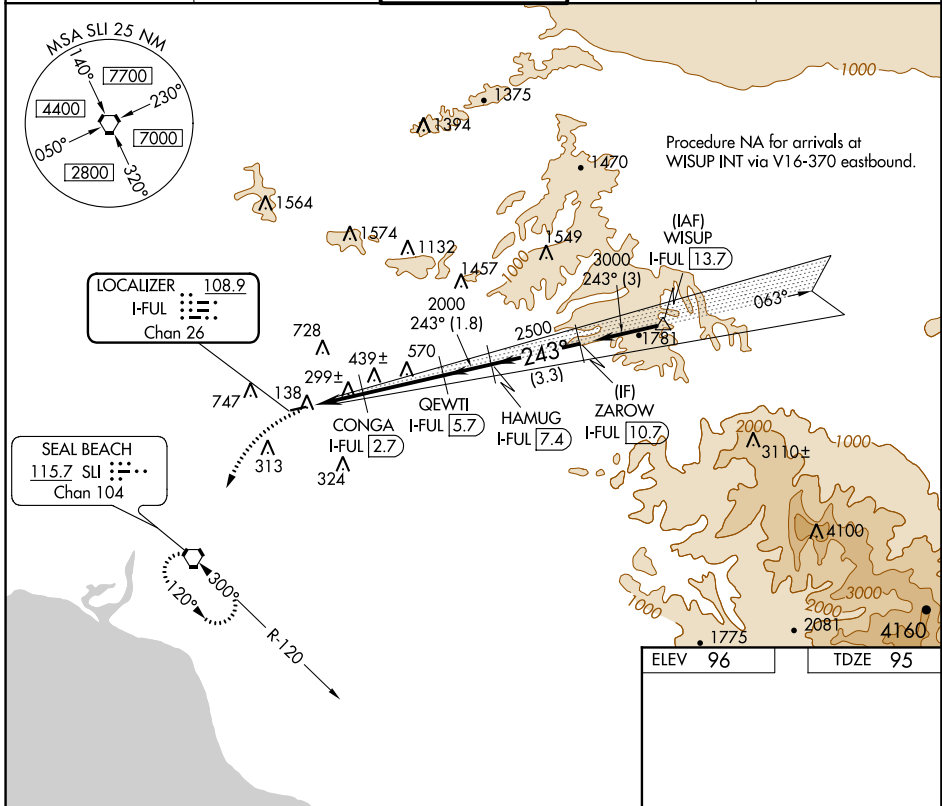 MSA SLI 25 NM
140°
7700
230°
4400
7000
050°
2800
320°
1000
1375
1394
Procedure NA for arrivals at
WISUP INT via V16-370 eastbound.
1470
1564
1574
1132
1549
1000
1457
(IAF)
WISUP
I-FUL 13.7
3000
243° (3)
LOCALIZER 108.9
I-FUL
Chan 26
2000
243° (1.8)
063°
2500
243°
(3.3)
1781
728
570
439±
299±
747
138
CONGA
I-FUL 2.7
QEWTI
I-FUL 5.7
HAMUG
I-FUL 7.4
(IF)
ZAROW
I-FUL 10.7
313
324
2000
1000
3110±
SEAL BEACH
115.7 SLI
Chan 104
4100
300°
120°
R-120
1000
3000
2000
2081
1775
4160
ELEV 96
TDZE 95